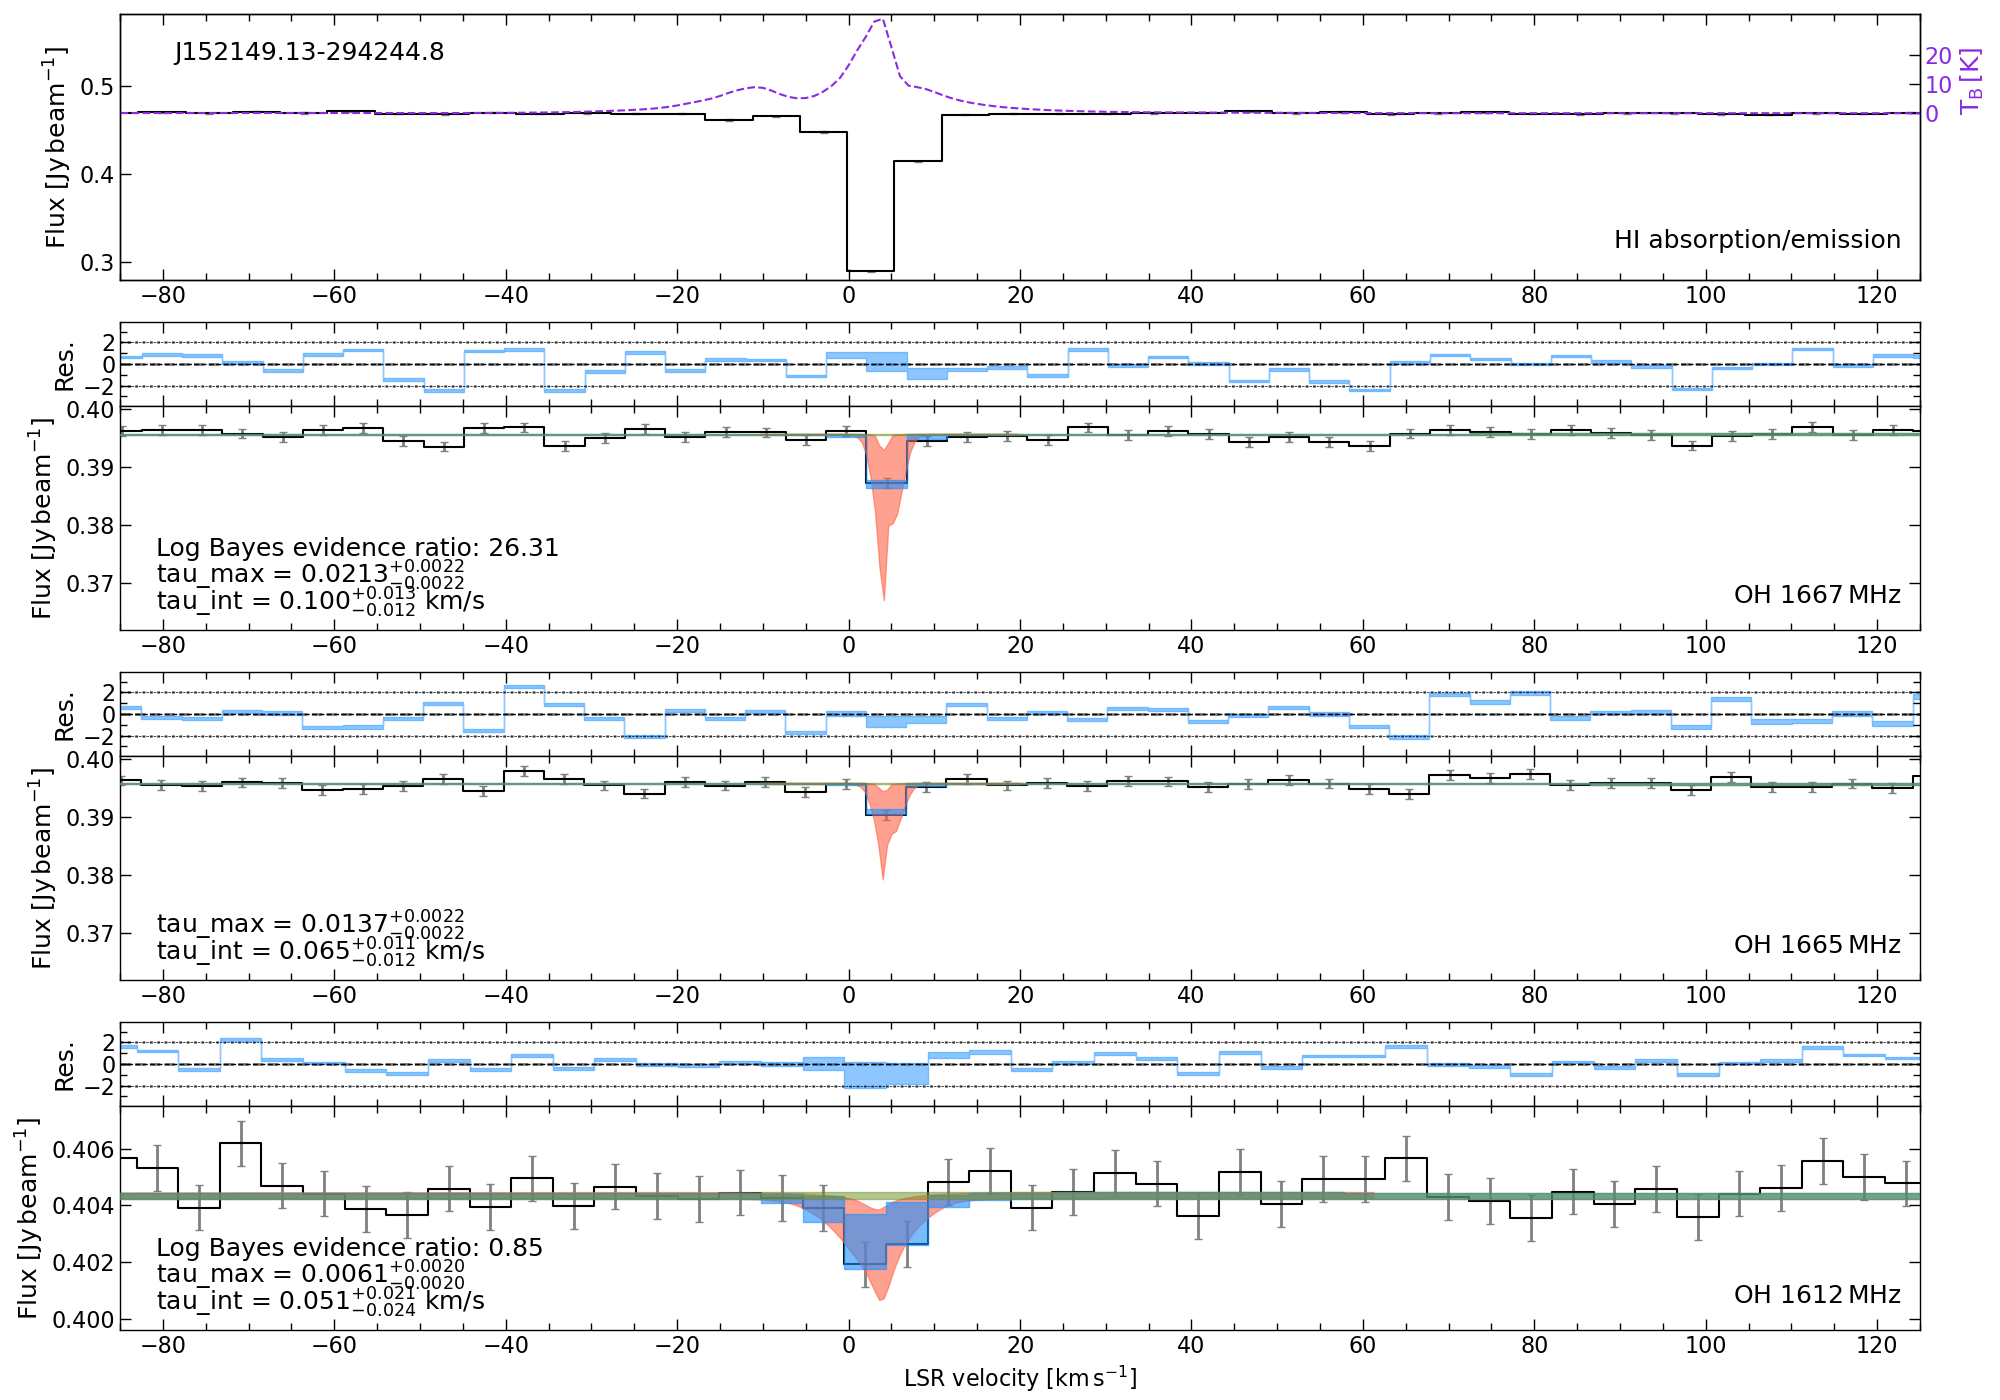 J152149.13-294244.8
HI absorption/emission
Flux [Jy beam⁻¹]
0.5
0.4
0.3
20
10
0
T_B [K]
−80 −60 −40 −20 0 20 40 60 80 100 120
Res.
2
0
−2
Flux [Jy beam⁻¹]
0.40
0.39
0.38
0.37
Log Bayes evidence ratio: 26.31
tau_max = 0.0213 +0.0022 −0.0022
tau_int = 0.100 +0.013 −0.012 km/s
OH 1667 MHz
−80 −60 −40 −20 0 20 40 60 80 100 120
Res.
2
0
−2
Flux [Jy beam⁻¹]
0.40
0.39
0.38
0.37
tau_max = 0.0137 +0.0022 −0.0022
tau_int = 0.065 +0.011 −0.012 km/s
OH 1665 MHz
−80 −60 −40 −20 0 20 40 60 80 100 120
Res.
2
0
−2
Flux [Jy beam⁻¹]
0.406
0.404
0.402
0.400
Log Bayes evidence ratio: 0.85
tau_max = 0.0061 +0.0020 −0.0020
tau_int = 0.051 +0.021 −0.024 km/s
OH 1612 MHz
−80 −60 −40 −20 0 20 40 60 80 100 120
LSR velocity [km s⁻¹]